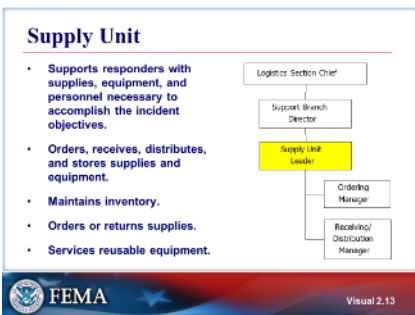 Supply Unit
• Supports responders with
supplies, equipment, and
personnel necessary to
accomplish the incident
objectives.
• Orders, receives, distributes,
and stores supplies and
equipment.
• Maintains inventory.
• Orders or returns supplies.
• Services reusable equipment.
Logistics Section Chief
Support Branch
Director
Supply Unit
Leader
Ordering
Manager
Receiving/
Distribution
Manager
FEMA
Visual 2.13